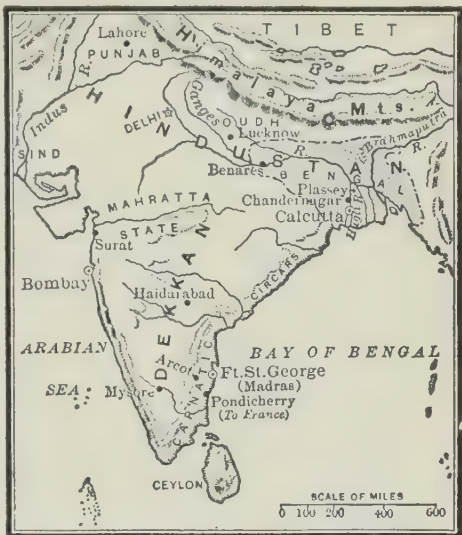 TIBET
Lahore
PUNJAB
R.
Himalaya Mts.
Indus
HINDUSTAN
DELHI
Ganges
OUDH
Lucknow
R.
Brahmaputra
R.
SIND
Benares
BENGAL
Plassey
Chandernagar
Calcutta
Hugli R.
MAHRATTA
STATE
Surat
Bombay
DEKKAN
Haidarabad
CIRCARS
ARABIAN
SEA
BAY OF BENGAL
Arcot
Ft. St. George
(Madras)
Mysore
CARNATIC
Pondicherry
(To France)
CEYLON
SCALE OF MILES
0 100 200 400 600